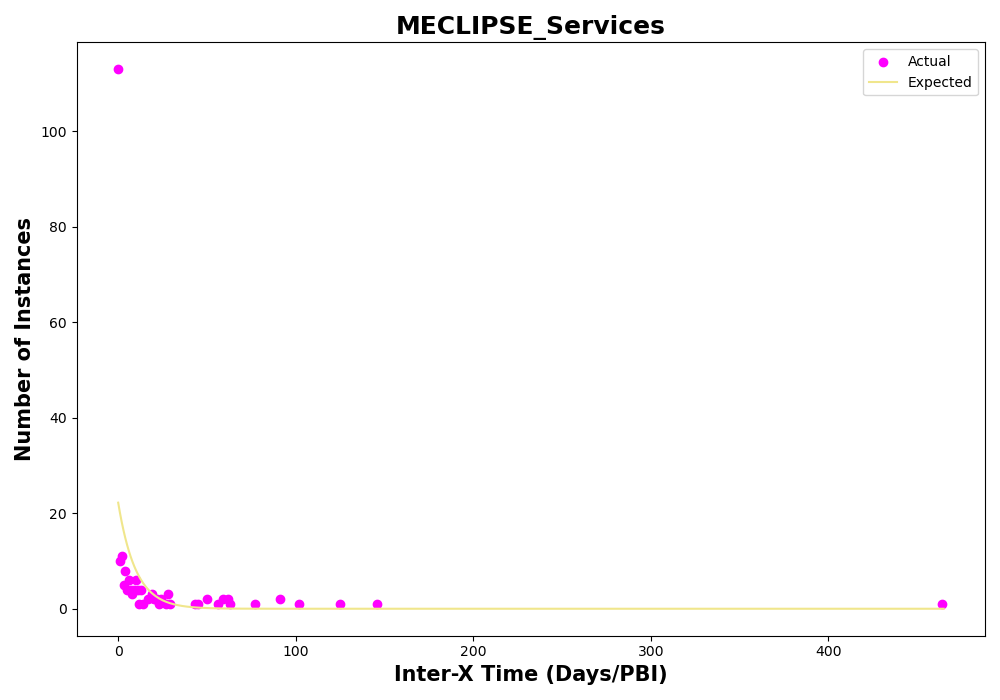 MECLIPSE_Services
Actual
Expected
Number of Instances
100
80
60
40
20
0
0
100
200
300
400
Inter-X Time (Days/PBI)